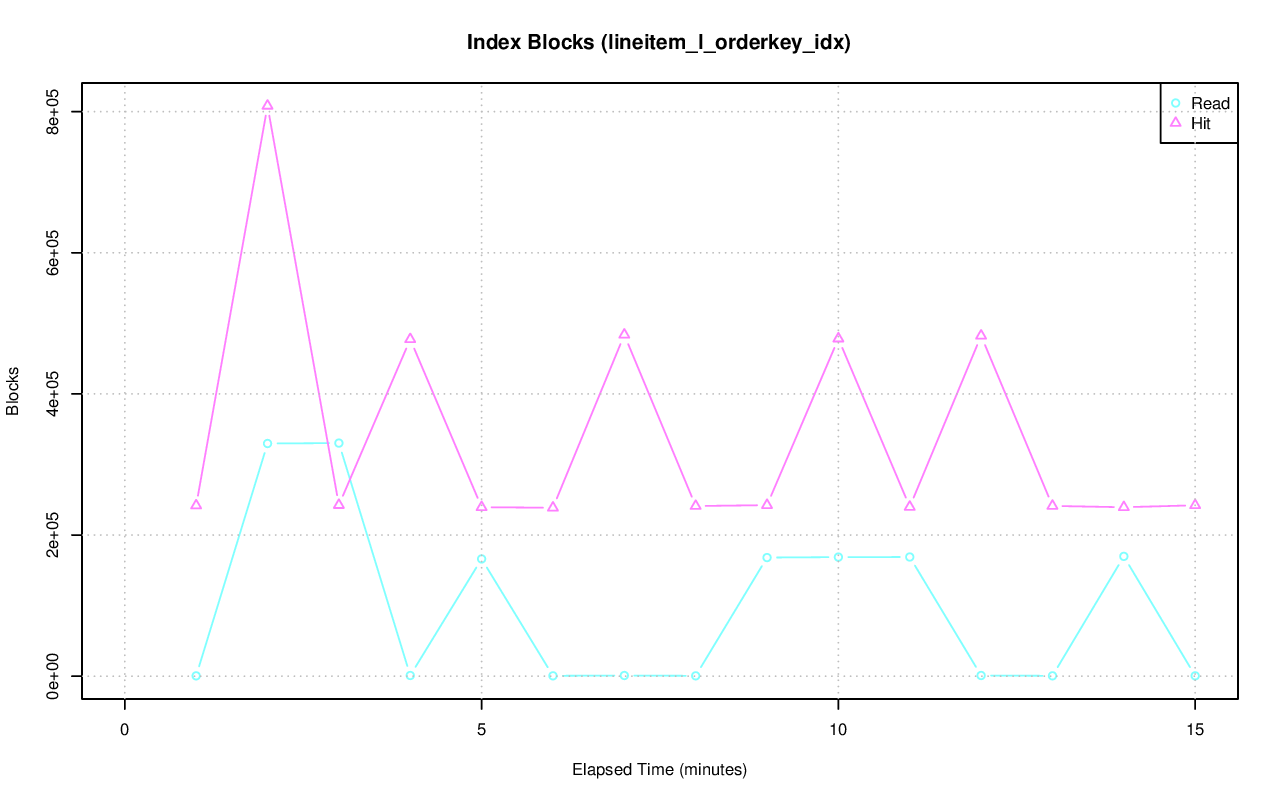 Index Blocks (lineitem_l_orderkey_idx)
Read
Hit
8e+05
6e+05
4e+05
2e+05
0e+00
Blocks
0 5 10 15
Elapsed Time (minutes)